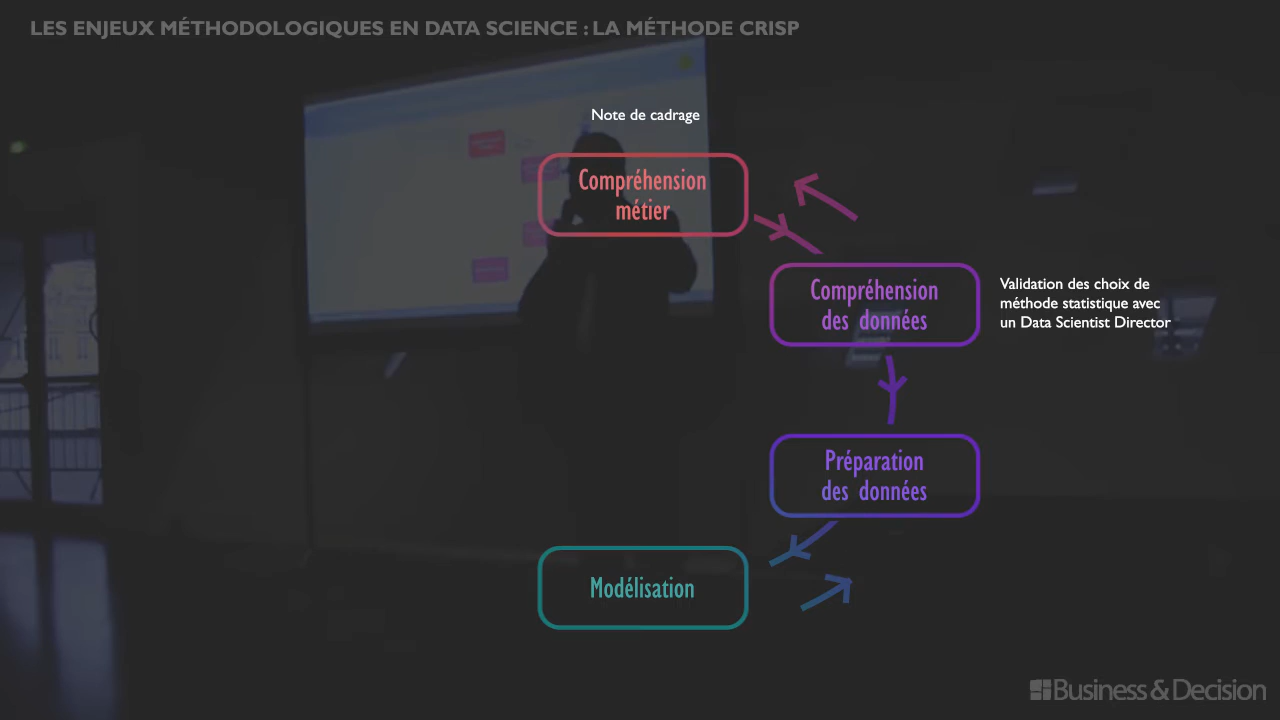 LES ENJEUX MÉTHODOLOGIQUES EN DATA SCIENCE : LA MÉTHODE CRISP
Note de cadrage
Compréhension
métier
Compréhension
des données
Validation des choix de
méthode statistique avec
un Data Scientist Director
Préparation
des données
Modélisation
Business & Decision